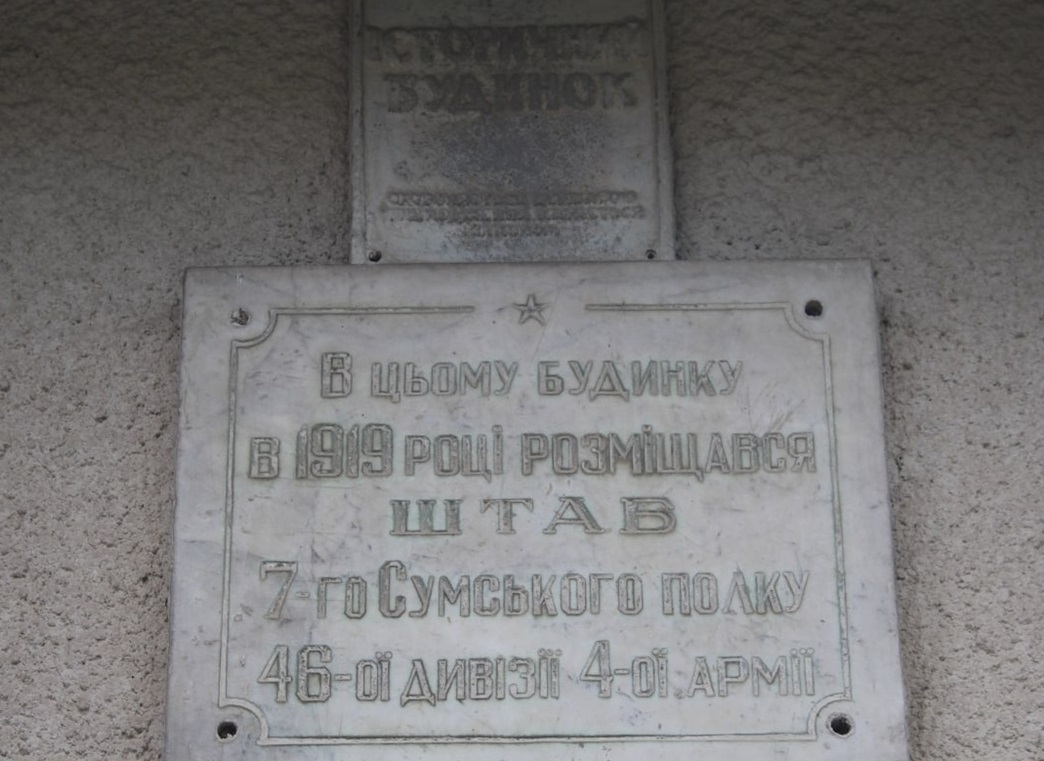 ІСТОРИЧНИЙ
БУДИНОК
В ЦЬОМУ БУДИНКУ
В 1919 РОЦІ РОЗМІЩАВСЯ
ШТАБ
7-ГО СУМСЬКОГО ПОЛКУ
46-ОЇ ДИВІЗІЇ 4-ОЇ АРМІЇ